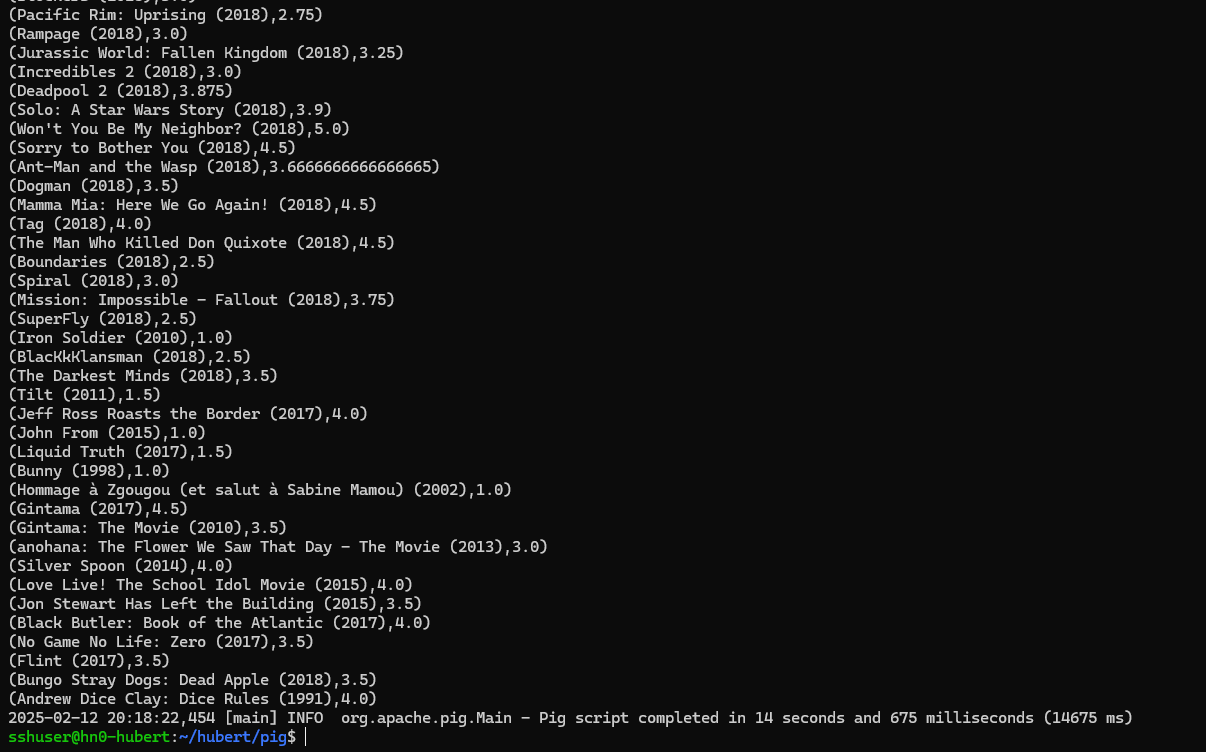 (Pacific Rim: Uprising (2018),2.75)
(Rampage (2018),3.0)
(Jurassic World: Fallen Kingdom (2018),3.25)
(Incredibles 2 (2018),3.0)
(Deadpool 2 (2018),3.875)
(Solo: A Star Wars Story (2018),3.9)
(Won't You Be My Neighbor? (2018),5.0)
(Sorry to Bother You (2018),4.5)
(Ant-Man and the Wasp (2018),3.6666666666666665)
(Dogman (2018),3.5)
(Mamma Mia: Here We Go Again! (2018),4.5)
(Tag (2018),4.0)
(The Man Who Killed Don Quixote (2018),4.5)
(Boundaries (2018),2.5)
(Spiral (2018),3.0)
(Mission: Impossible - Fallout (2018),3.75)
(SuperFly (2018),2.5)
(Iron Soldier (2010),1.0)
(BlacKkKlansman (2018),2.5)
(The Darkest Minds (2018),3.5)
(Tilt (2011),1.5)
(Jeff Ross Roasts the Border (2017),4.0)
(John From (2015),1.0)
(Liquid Truth (2017),1.5)
(Bunny (1998),1.0)
(Hommage à Zgougou (et salut à Sabine Mamou) (2002),1.0)
(Gintama (2017),4.5)
(Gintama: The Movie (2010),3.5)
(anohana: The Flower We Saw That Day - The Movie (2013),3.0)
(Silver Spoon (2014),4.0)
(Love Live! The School Idol Movie (2015),4.0)
(Jon Stewart Has Left the Building (2015),3.5)
(Black Butler: Book of the Atlantic (2017),4.0)
(No Game No Life: Zero (2017),3.5)
(Flint (2017),3.5)
(Bungo Stray Dogs: Dead Apple (2018),3.5)
(Andrew Dice Clay: Dice Rules (1991),4.0)
2025-02-12 20:18:22,454 [main] INFO  org.apache.pig.Main - Pig script completed in 14 seconds and 675 milliseconds (14675 ms)
sshuser@hn0-hubert:~/hubert/pig$